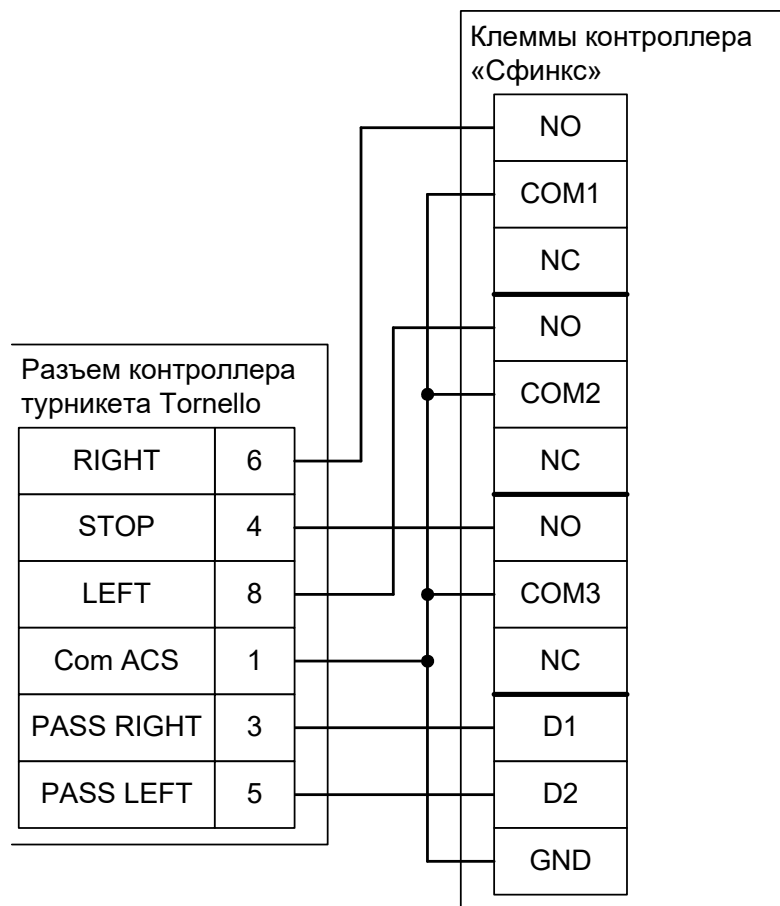 Клеммы контроллера
«Сфинкс»
NO
COM1
NC
NO
COM2
NC
NO
COM3
NC
D1
D2
GND
Разъем контроллера
турникета Tornello
RIGHT 6
STOP 4
LEFT 8
Com ACS 1
PASS RIGHT 3
PASS LEFT 5